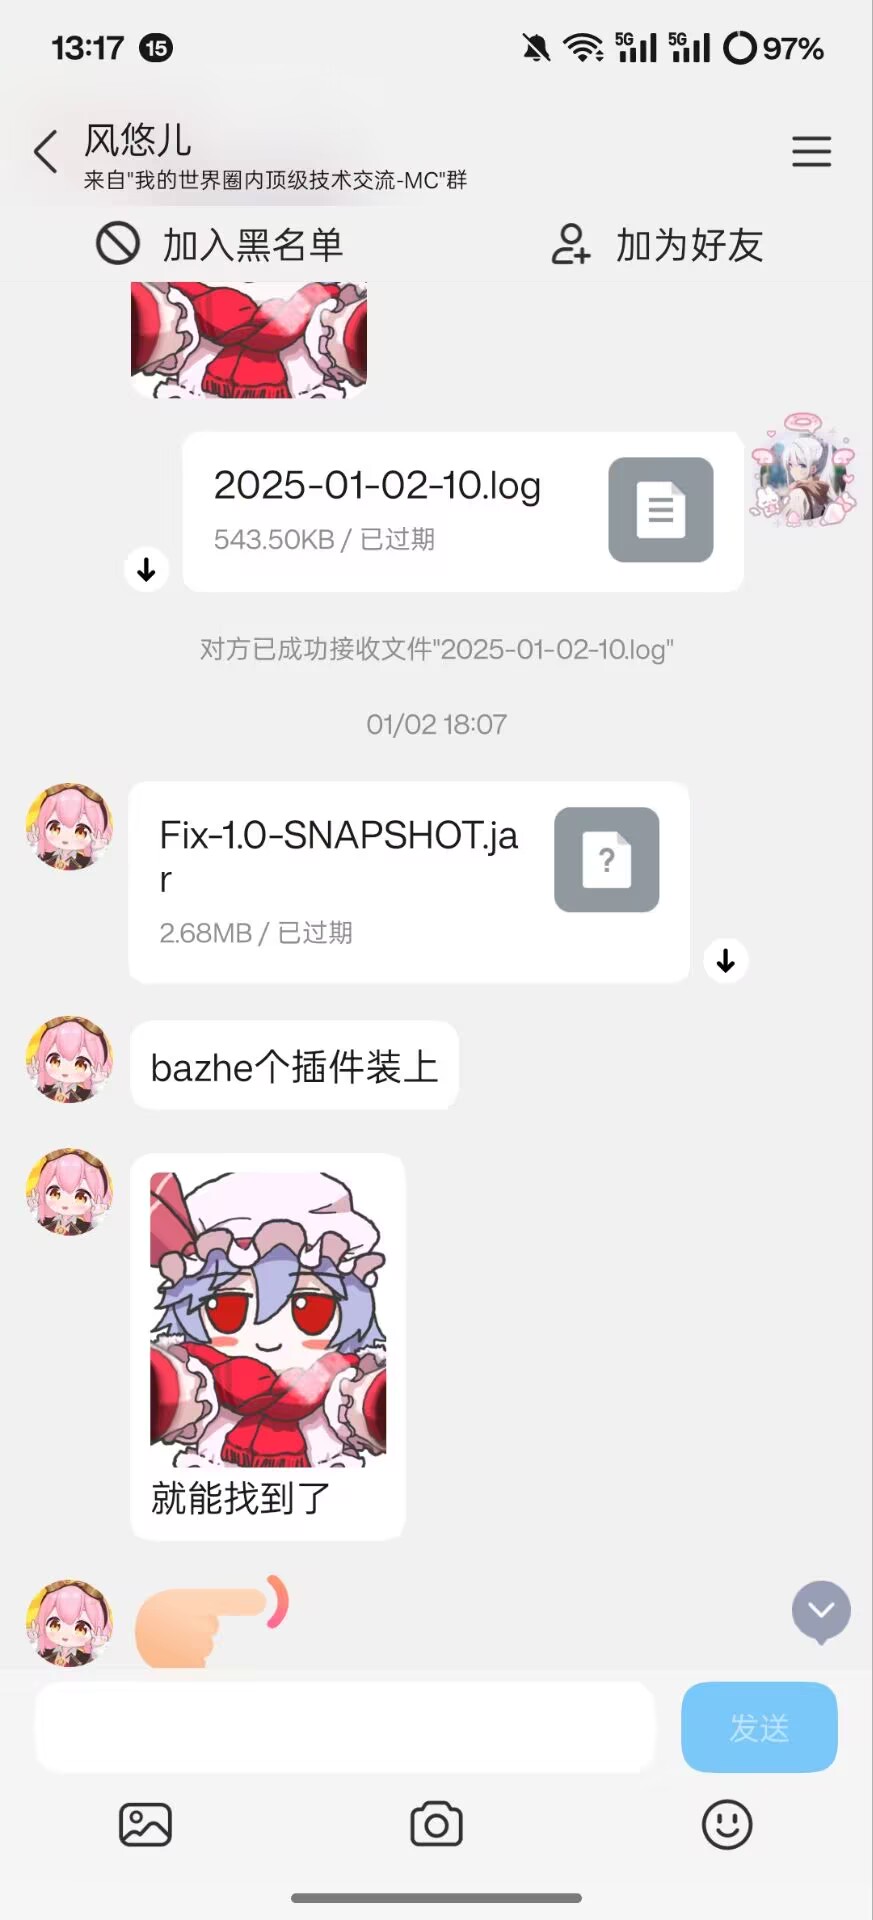 13:17 15 5G 5G 97%
风悠儿
来自"我的世界圈内顶级技术交流-MC"群
加入黑名单 加为好友
2025-01-02-10.log
543.50KB / 已过期
对方已成功接收文件"2025-01-02-10.log"
01/02 18:07
Fix-1.0-SNAPSHOT.ja
r
?
2.68MB / 已过期
bazhe个插件装上
就能找到了
发送